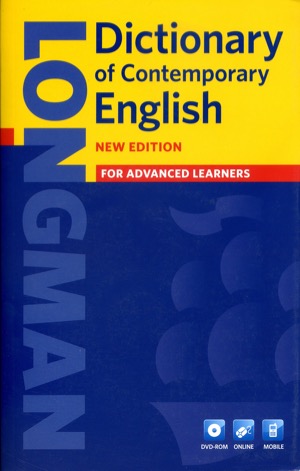 LONGMAN
Dictionary
of Contemporary
English
NEW EDITION
FOR ADVANCED LEARNERS
DVD-ROM ONLINE MOBILE